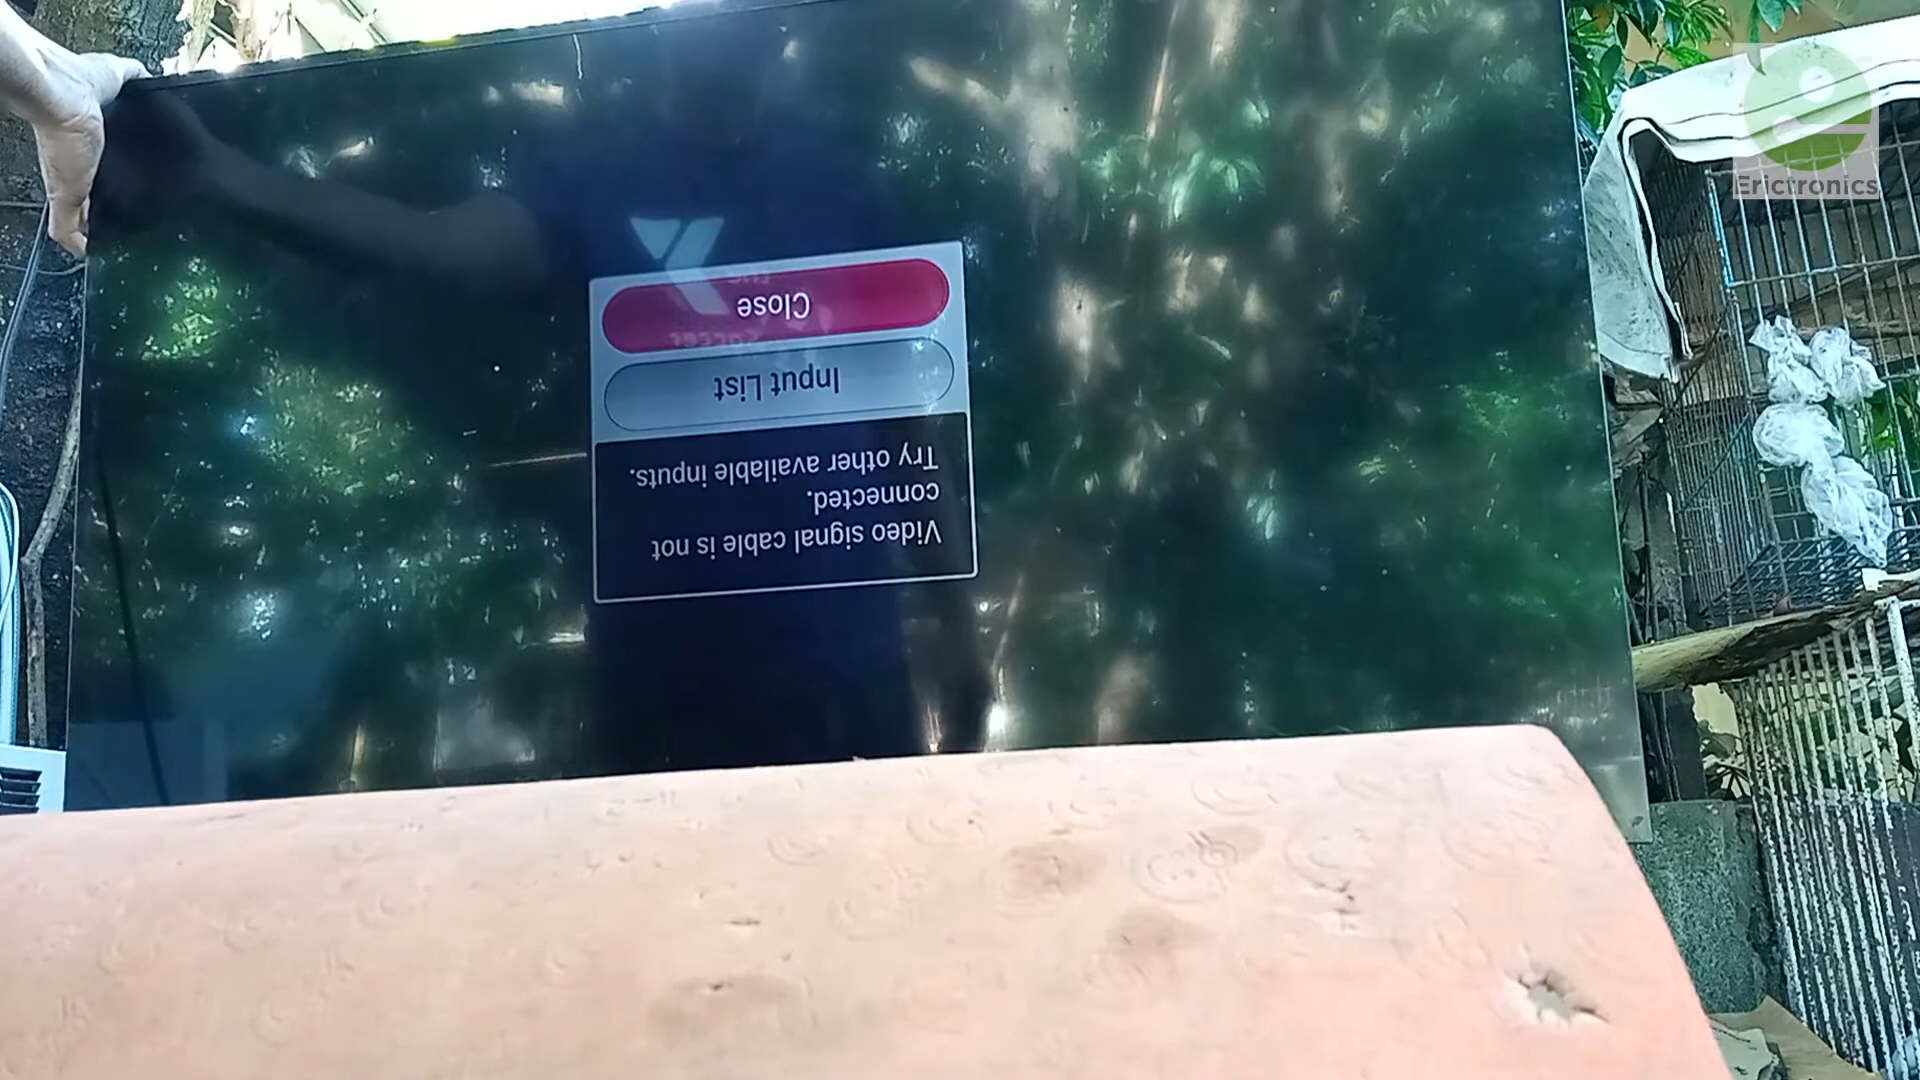 Video signal cable is not
connected.
Try other available inputs.
Input List
Close
Erictronics